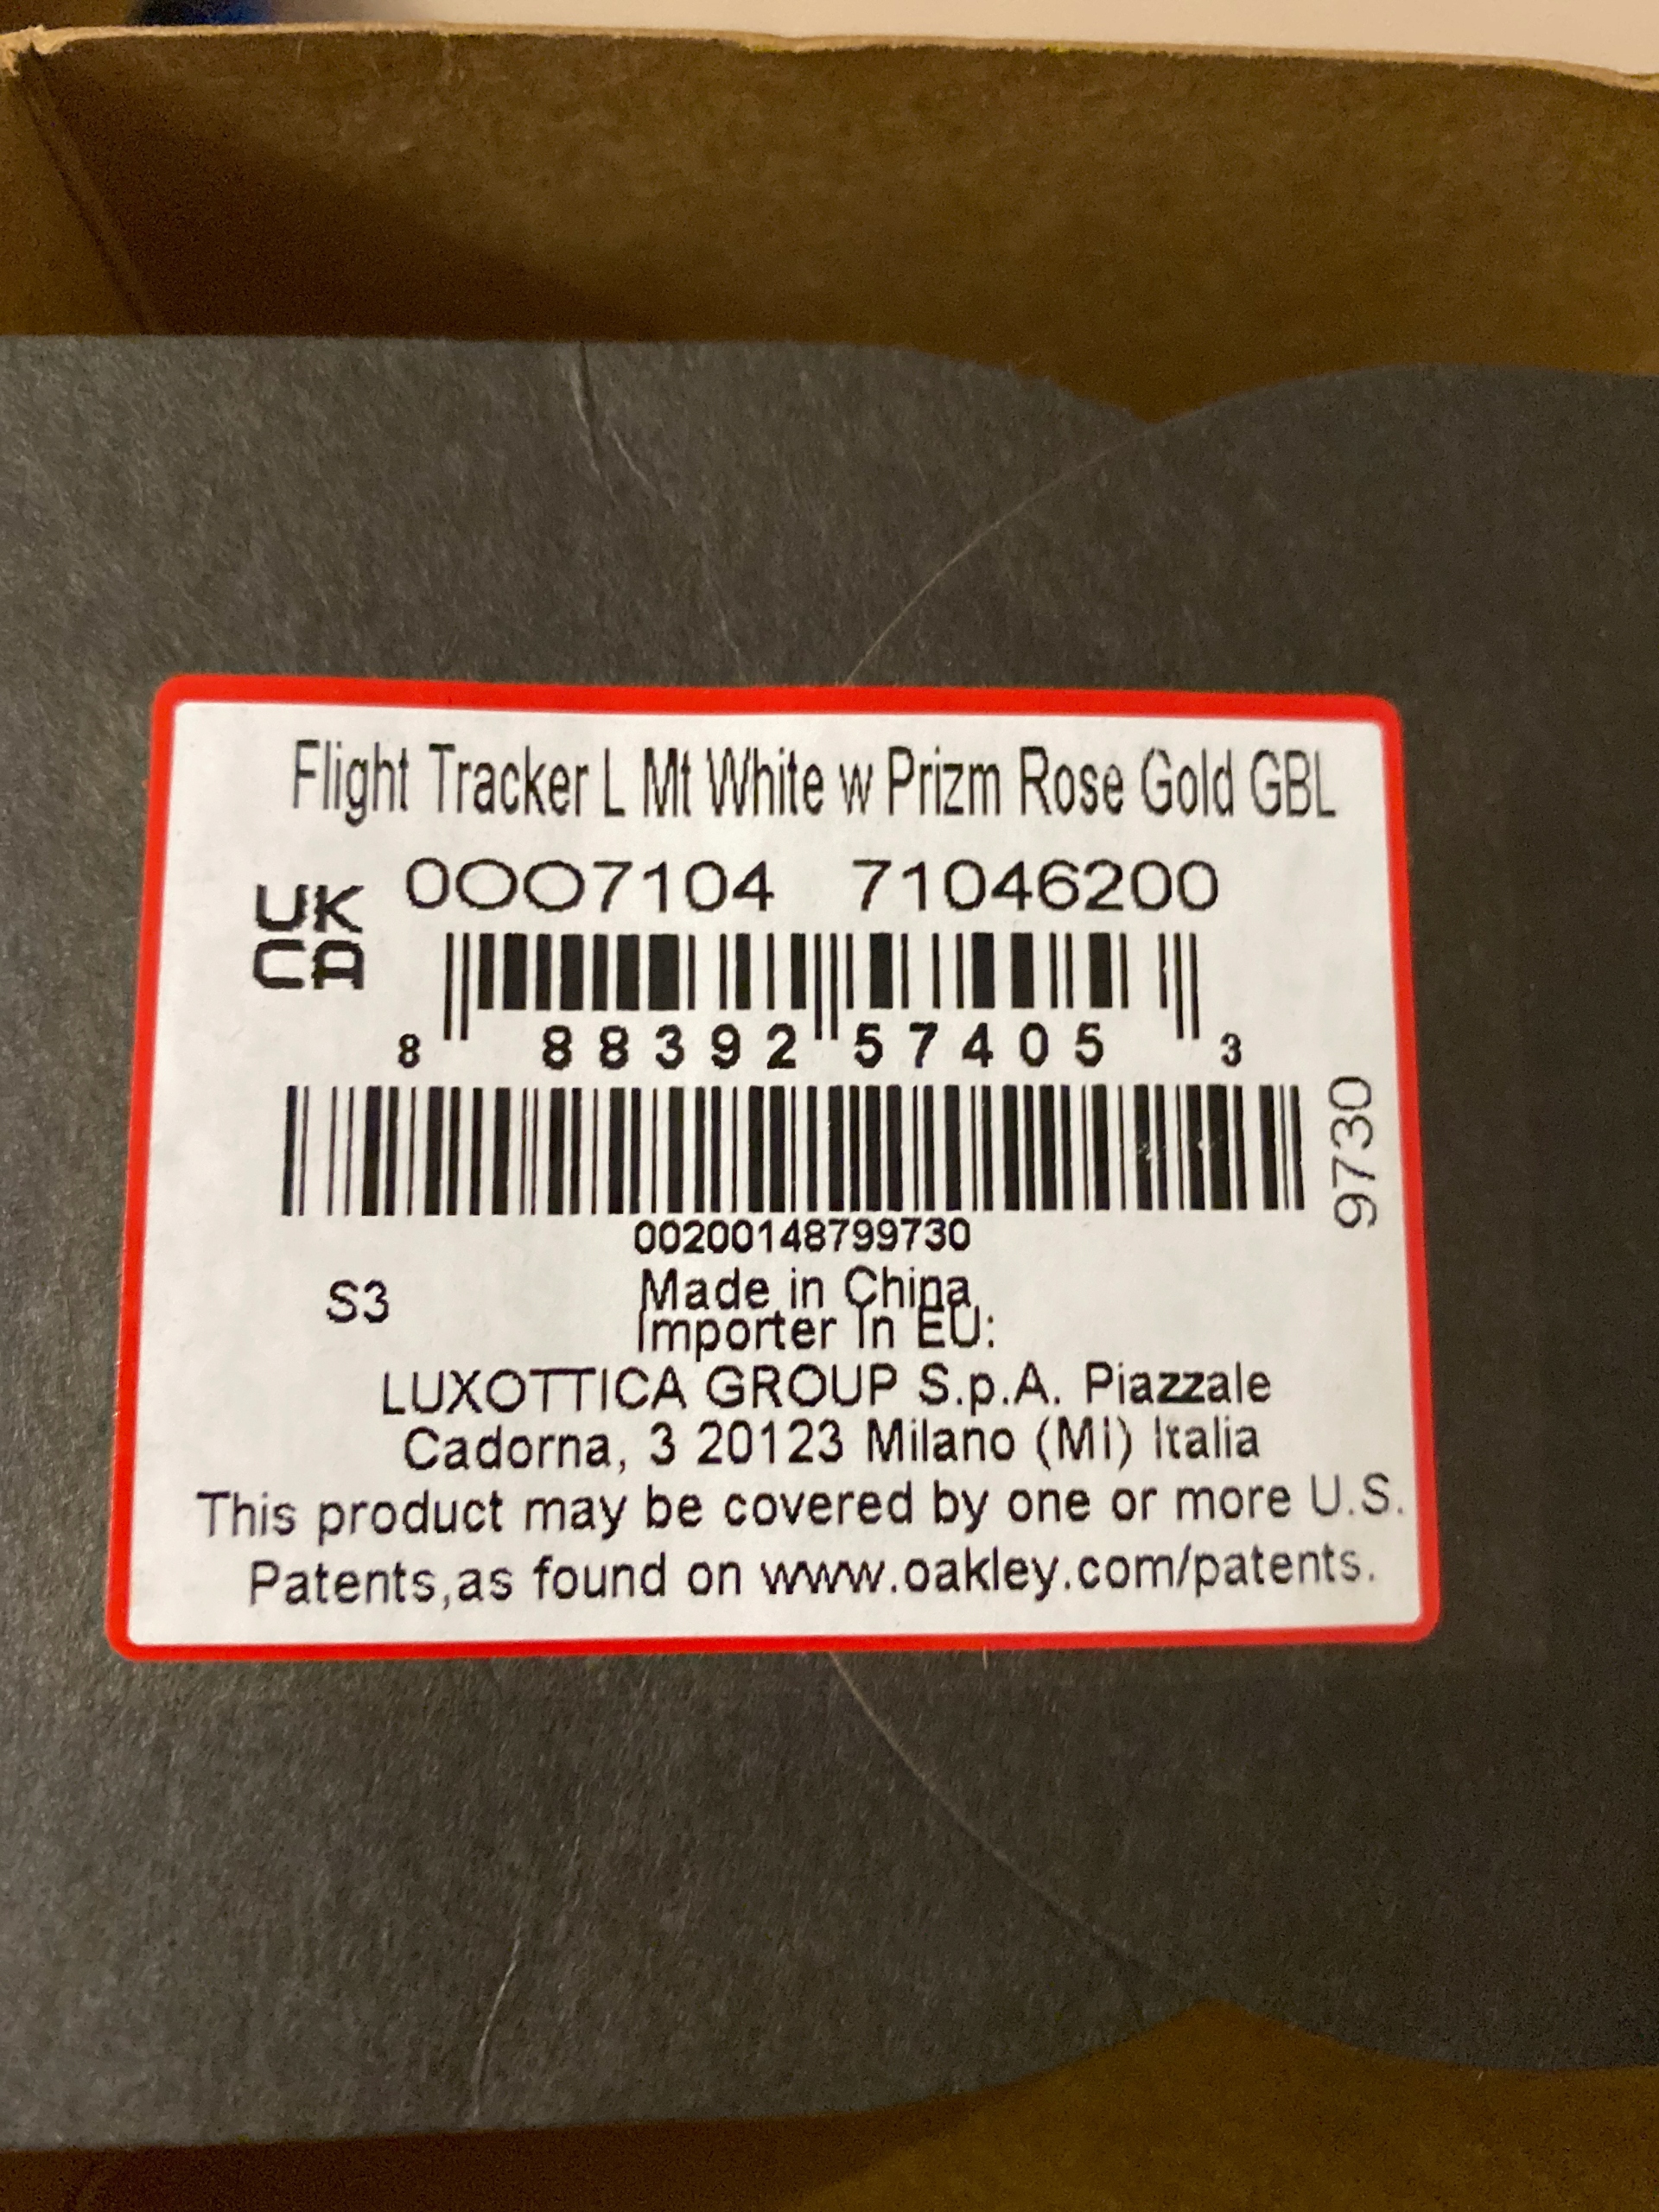 Flight Tracker L Mt White w Prizm Rose Gold GBL
UK
CA
0OO7104 71046200
8 88392 57405 3
9730
00200148799730
S3
Made in China
Importer in EU:
LUXOTTICA GROUP S.p.A. Piazzale
Cadorna, 3 20123 Milano (MI) Italia
This product may be covered by one or more U.S.
Patents,as found on www.oakley.com/patents.